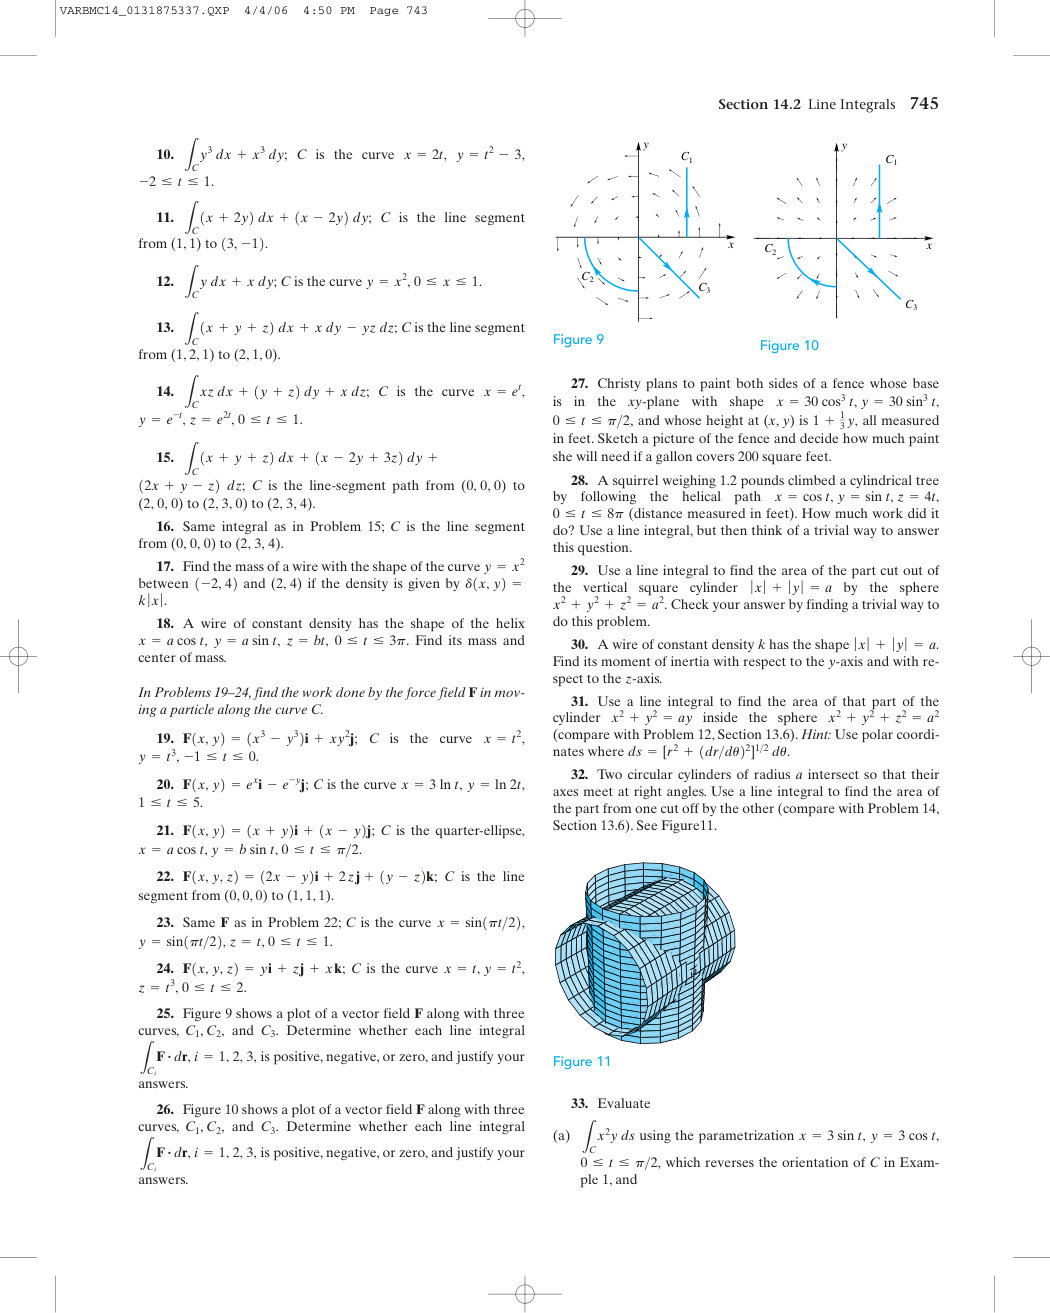 VARBMC14_0131875337.QXP 4/4/06 4:50 PM Page 743
Section 14.2 Line Integrals 745
10. ∫_C y³ dx + x³ dy; C is the curve x = 2t, y = t² − 3,
−2 ≤ t ≤ 1.
11. ∫_C (x + 2y) dx + (x − 2y) dy; C is the line segment
from (1, 1) to (3, −1).
12. ∫_C y dx + x dy; C is the curve y = x², 0 ≤ x ≤ 1.
13. ∫_C (x + y + z) dx + x dy − yz dz; C is the line segment
from (1, 2, 1) to (2, 1, 0).
14. ∫_C xz dx + (y + z) dy + x dz; C is the curve x = eᵗ,
y = e⁻ᵗ, z = e²ᵗ, 0 ≤ t ≤ 1.
15. ∫_C (x + y + z) dx + (x − 2y + 3z) dy +
(2x + y − z) dz; C is the line-segment path from (0, 0, 0) to
(2, 0, 0) to (2, 3, 0) to (2, 3, 4).
16. Same integral as in Problem 15; C is the line segment
from (0, 0, 0) to (2, 3, 4).
17. Find the mass of a wire with the shape of the curve y = x²
between (−2, 4) and (2, 4) if the density is given by δ(x, y) =
k|x|.
18. A wire of constant density has the shape of the helix
x = a cos t, y = a sin t, z = bt, 0 ≤ t ≤ 3π. Find its mass and
center of mass.
In Problems 19–24, find the work done by the force field F in mov-
ing a particle along the curve C.
19. F(x, y) = (x³ − y³)i + xy²j; C is the curve x = t²,
y = t³, −1 ≤ t ≤ 0.
20. F(x, y) = eˣi − e⁻ʸj; C is the curve x = 3 ln t, y = ln 2t,
1 ≤ t ≤ 5.
21. F(x, y) = (x + y)i + (x − y)j; C is the quarter-ellipse,
x = a cos t, y = b sin t, 0 ≤ t ≤ π/2.
22. F(x, y, z) = (2x − y)i + 2zj + (y − z)k; C is the line
segment from (0, 0, 0) to (1, 1, 1).
23. Same F as in Problem 22; C is the curve x = sin(πt/2),
y = sin(πt/2), z = t, 0 ≤ t ≤ 1.
24. F(x, y, z) = yi + zj + xk; C is the curve x = t, y = t²,
z = t³, 0 ≤ t ≤ 2.
25. Figure 9 shows a plot of a vector field F along with three
curves, C₁, C₂, and C₃. Determine whether each line integral
∫_Cᵢ F · dr, i = 1, 2, 3, is positive, negative, or zero, and justify your
answers.
26. Figure 10 shows a plot of a vector field F along with three
curves, C₁, C₂, and C₃. Determine whether each line integral
∫_Cᵢ F · dr, i = 1, 2, 3, is positive, negative, or zero, and justify your
answers.
y
C₁
x
C₂
C₃
Figure 9
y
C₁
x
C₂
C₃
Figure 10
27. Christy plans to paint both sides of a fence whose base
is in the xy-plane with shape x = 30 cos³ t, y = 30 sin³ t,
0 ≤ t ≤ π/2, and whose height at (x, y) is 1 + ⅓ y, all measured
in feet. Sketch a picture of the fence and decide how much paint
she will need if a gallon covers 200 square feet.
28. A squirrel weighing 1.2 pounds climbed a cylindrical tree
by following the helical path x = cos t, y = sin t, z = 4t,
0 ≤ t ≤ 8π (distance measured in feet). How much work did it
do? Use a line integral, but then think of a trivial way to answer
this question.
29. Use a line integral to find the area of the part cut out of
the vertical square cylinder |x| + |y| = a by the sphere
x² + y² + z² = a². Check your answer by finding a trivial way to
do this problem.
30. A wire of constant density k has the shape |x| + |y| = a.
Find its moment of inertia with respect to the y-axis and with re-
spect to the z-axis.
31. Use a line integral to find the area of that part of the
cylinder x² + y² = ay inside the sphere x² + y² + z² = a²
(compare with Problem 12, Section 13.6). Hint: Use polar coordi-
nates where ds = [r² + (dr/dθ)²]^1/2 dθ.
32. Two circular cylinders of radius a intersect so that their
axes meet at right angles. Use a line integral to find the area of
the part from one cut off by the other (compare with Problem 14,
Section 13.6). See Figure11.
Figure 11
33. Evaluate
(a) ∫_C x²y ds using the parametrization x = 3 sin t, y = 3 cos t,
0 ≤ t ≤ π/2, which reverses the orientation of C in Exam-
ple 1, and